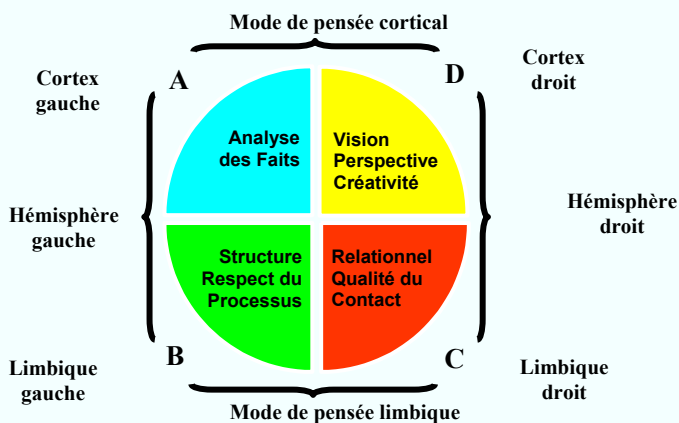 Mode de pensée cortical
Cortex
gauche
A
D
Cortex
droit
Analyse
des Faits
Vision
Perspective
Créativité
Hémisphère
gauche
Hémisphère
droit
Structure
Respect du
Processus
Relationnel
Qualité du
Contact
Limbique
gauche
B
C
Limbique
droit
Mode de pensée limbique